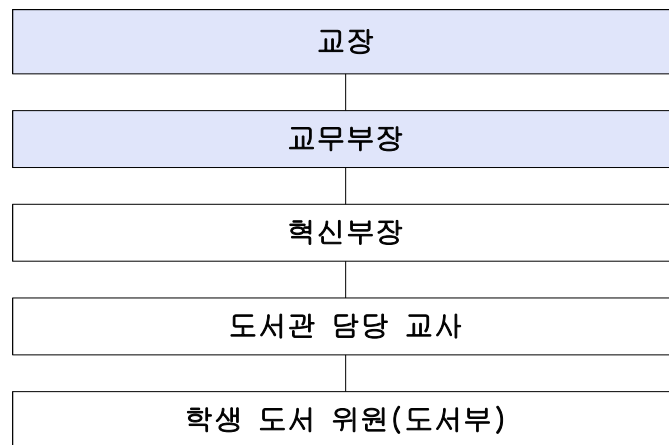 교장
교무부장
혁신부장
도서관 담당 교사
학생 도서 위원(도서부)